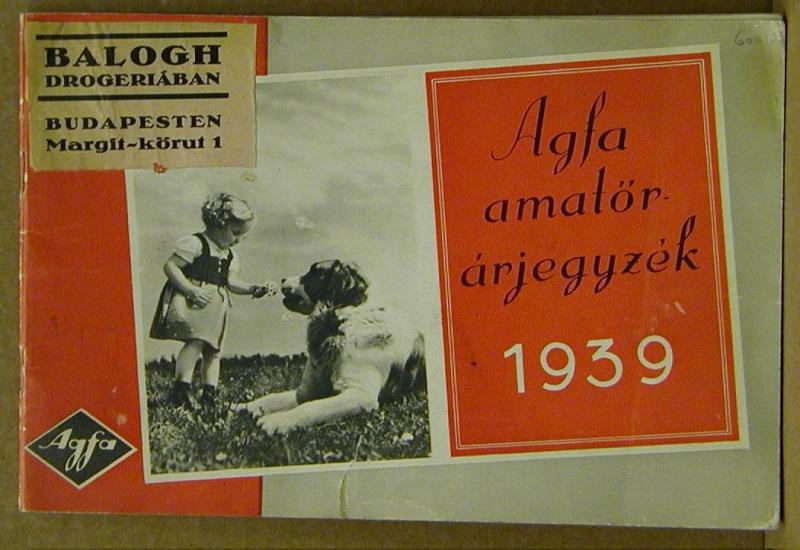 BALOGH
DROGERIÁBAN
BUDAPESTEN
Margit-körut 1
Agfa
amatőr-
árjegyzék
1939
Agfa